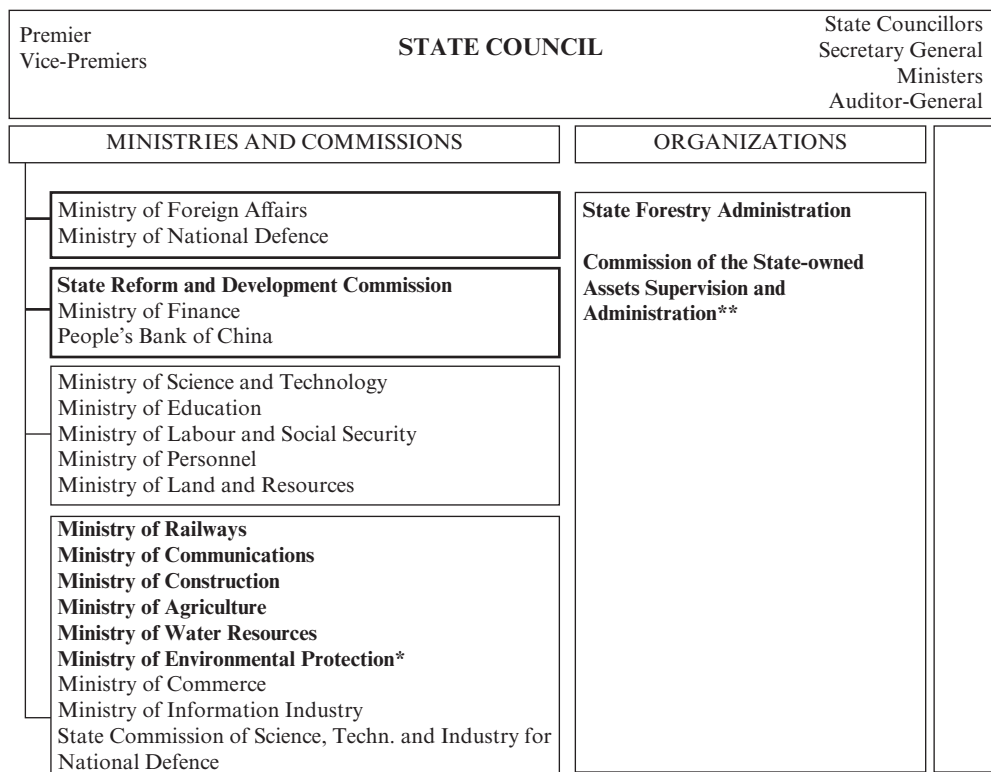 Premier
Vice-Premiers
STATE COUNCIL
State Councillors
Secretary General
Ministers
Auditor-General
MINISTRIES AND COMMISSIONS
ORGANIZATIONS
Ministry of Foreign Affairs
Ministry of National Defence
State Reform and Development Commission
Ministry of Finance
People's Bank of China
Ministry of Science and Technology
Ministry of Education
Ministry of Labour and Social Security
Ministry of Personnel
Ministry of Land and Resources
Ministry of Railways
Ministry of Communications
Ministry of Construction
Ministry of Agriculture
Ministry of Water Resources
Ministry of Environmental Protection*
Ministry of Commerce
Ministry of Information Industry
State Commission of Science, Techn. and Industry for
National Defence
State Forestry Administration
Commission of the State-owned
Assets Supervision and
Administration**